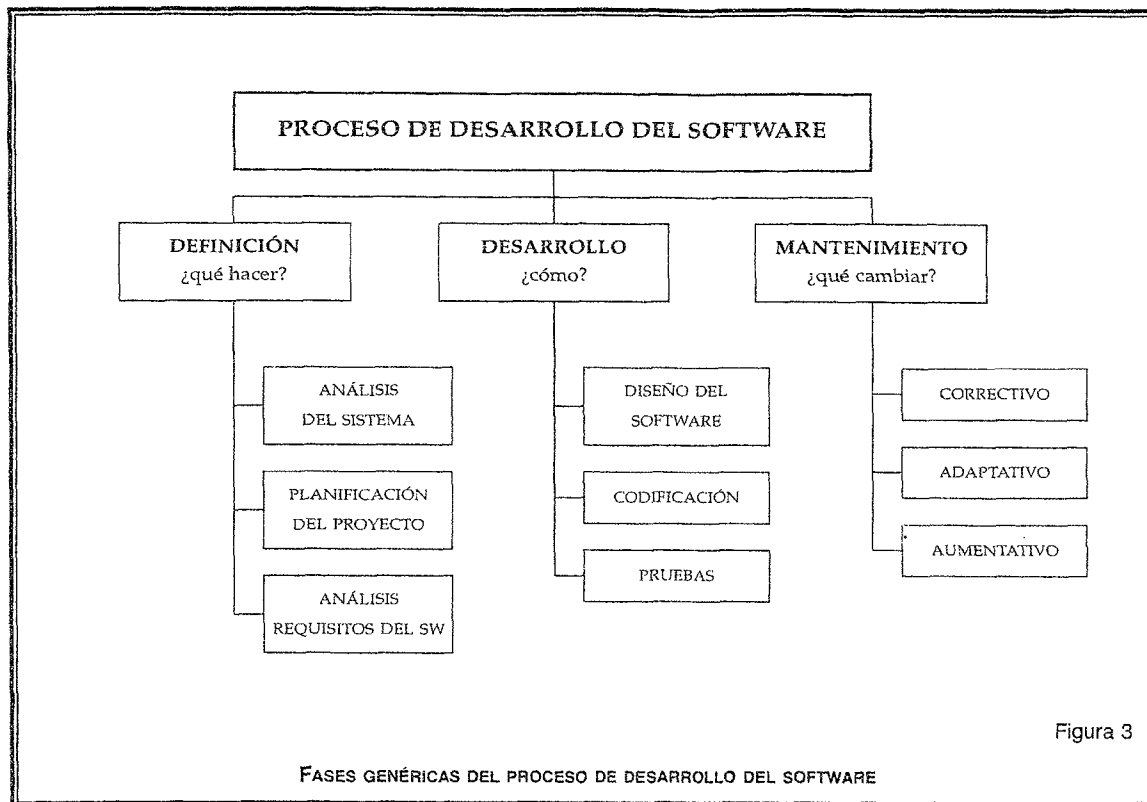 PROCESO DE DESARROLLO DEL SOFTWARE
DEFINICIÓN
¿qué hacer?
ANÁLISIS
DEL SISTEMA
PLANIFICACIÓN
DEL PROYECTO
ANÁLISIS
REQUISITOS DEL SW
DESARROLLO
¿cómo?
DISEÑO DEL
SOFTWARE
CODIFICACIÓN
PRUEBAS
MANTENIMIENTO
¿qué cambiar?
CORRECTIVO
ADAPTATIVO
AUMENTATIVO
Figura 3
FASES GENÉRICAS DEL PROCESO DE DESARROLLO DEL SOFTWARE